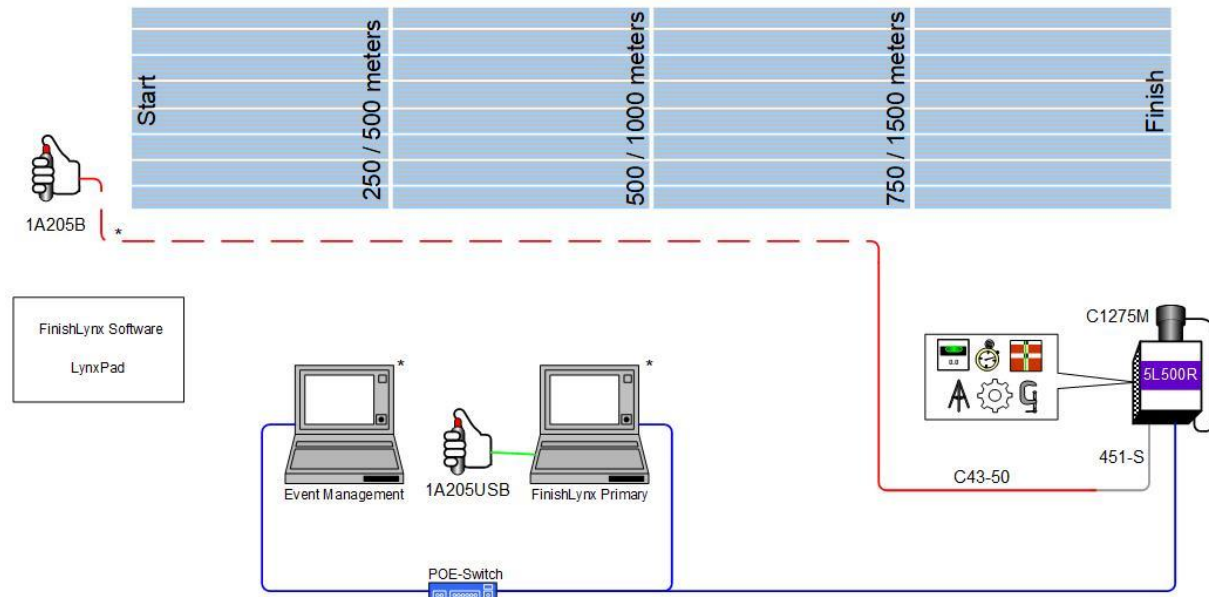 Start
250 / 500 meters
500 / 1000 meters
750 / 1500 meters
Finish
1A205B
*
FinishLynx Software
LynxPad
C1275M
0.0
5L500R
*
*
451-S
C43-50
Event Management
1A205USB
FinishLynx Primary
POE-Switch